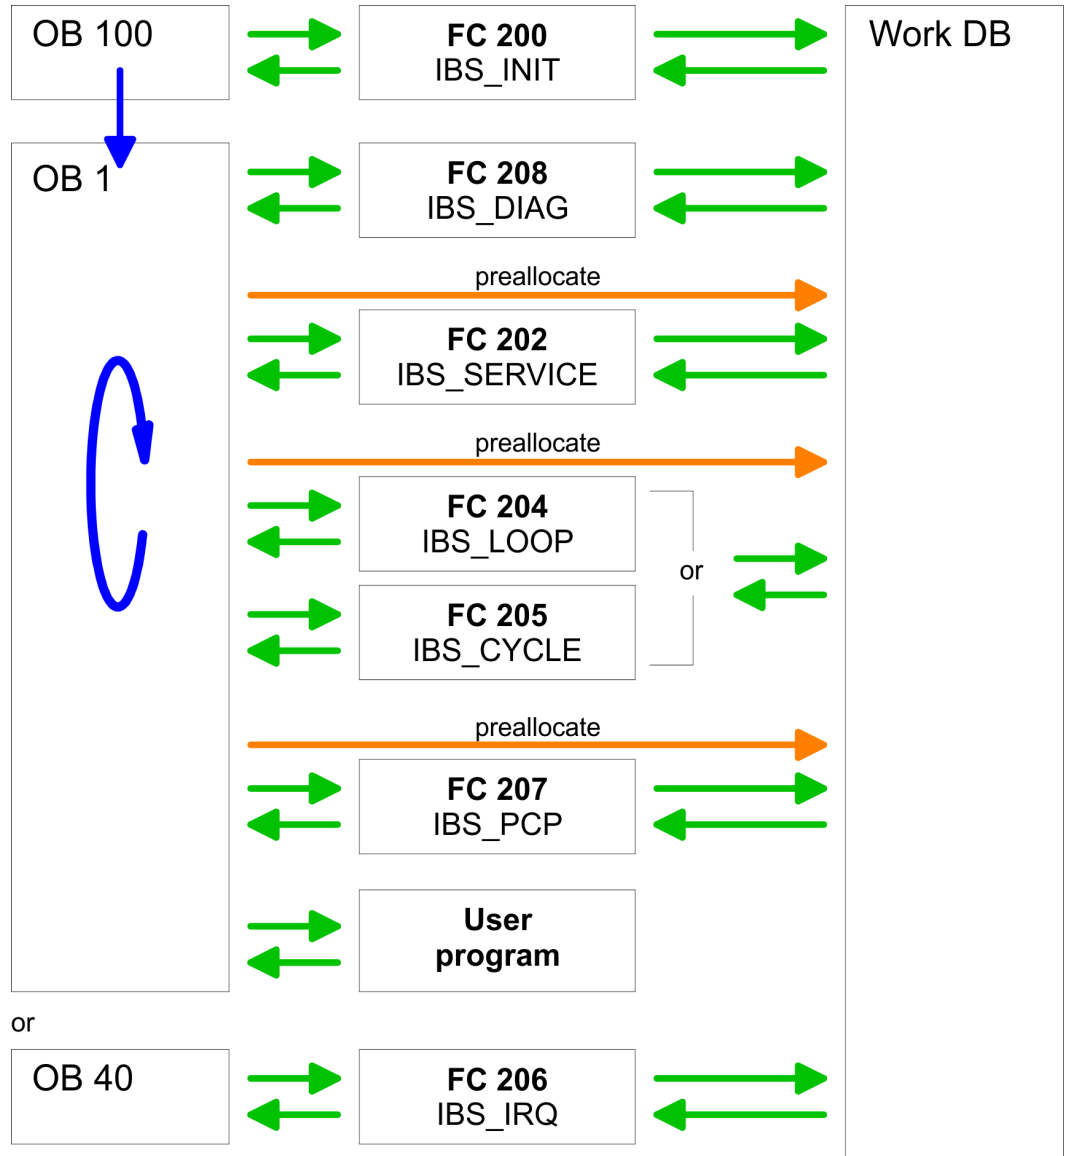 OB 100
FC 200
IBS_INIT
Work DB
OB 1
FC 208
IBS_DIAG
preallocate
FC 202
IBS_SERVICE
preallocate
FC 204
IBS_LOOP
or
FC 205
IBS_CYCLE
preallocate
FC 207
IBS_PCP
User
program
or
OB 40
FC 206
IBS_IRQ